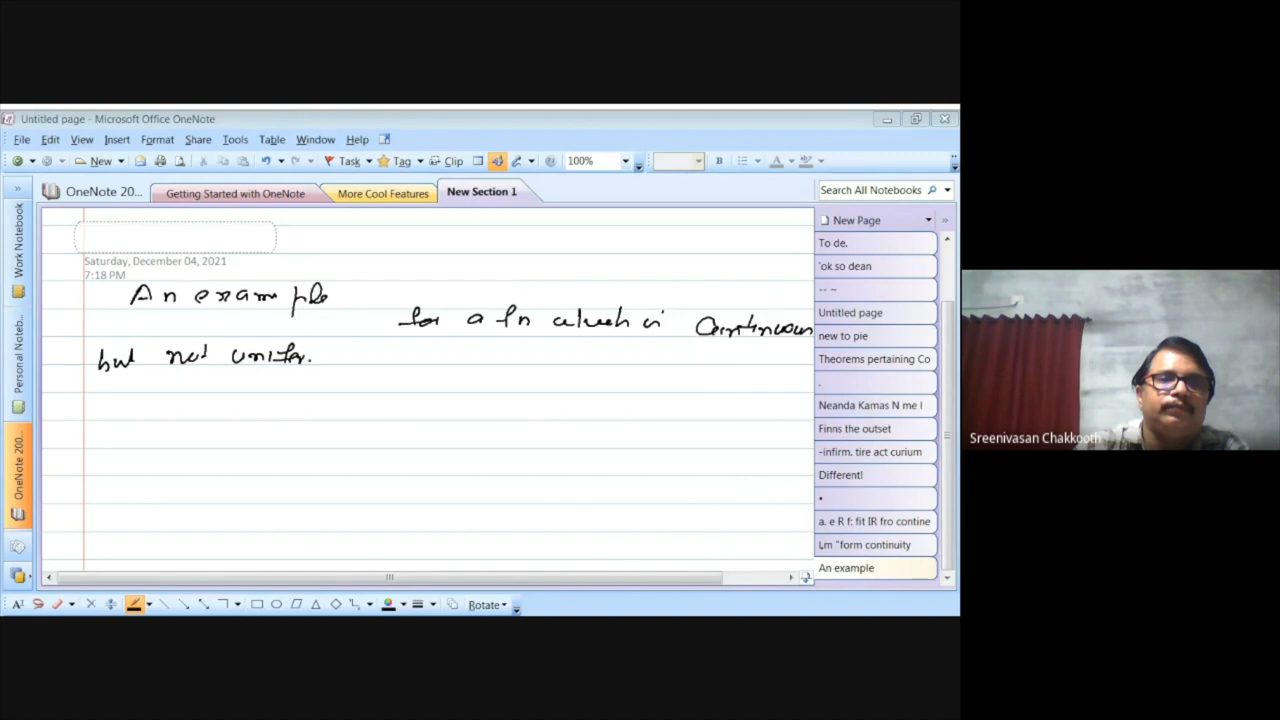 Untitled page - Microsoft Office OneNote
File Edit View Insert Format Share Tools Table Window Help
New Task Tag Clip 100% B A
OneNote 20... Getting Started with OneNote More Cool Features New Section 1 Search All Notebooks
Work Notebook
Personal Noteb...
OneNote 200...
Saturday, December 04, 2021
7:18 PM
An example
for a fn which is continuous
but not unifor.
New Page
To de.
'ok so dean
-- ~
Untitled page
new to pie
Theorems pertaining Co
.
Neanda Kamas N me I
Finns the outset
-infirm. tire act curium
Different!
•
a. e R f: fit IR fro contine
I,m "form continuity
An example
Rotate
Sreenivasan Chakkooth